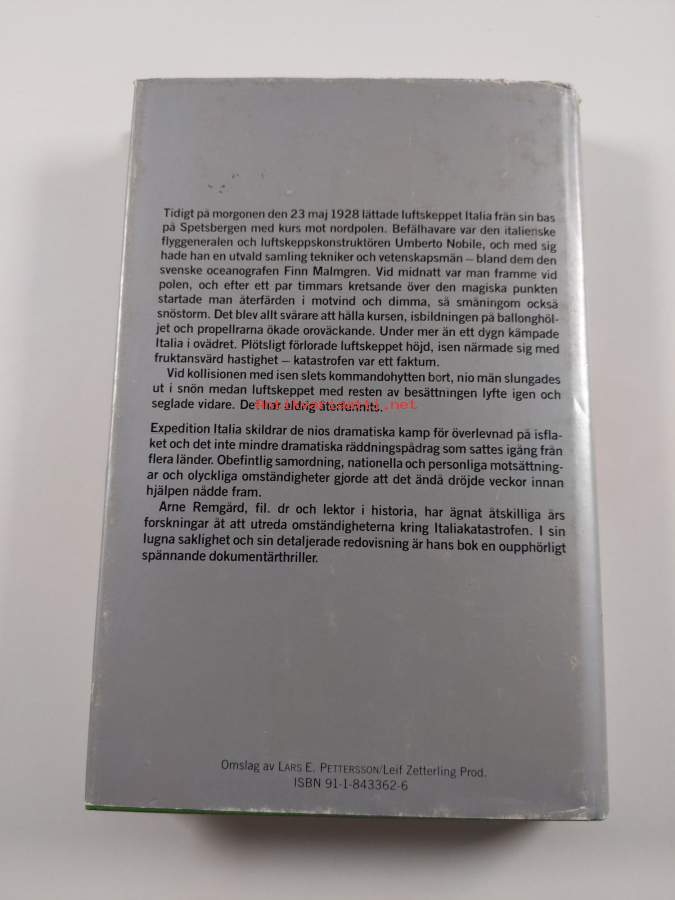 Tidigt på morgonen den 23 maj 1928 lättade luftskeppet Italia från sin bas
på Spetsbergen med kurs mot nordpolen. Befälhavare var den italienske
flyggeneralen och luftskeppskonstruktören Umberto Nobile, och med sig
hade han en utvald samling tekniker och vetenskapsmän – bland dem den
svenske oceanografen Finn Malmgren. Vid midnatt var man framme vid
polen, och efter ett par timmars kretsande över den magiska punkten
startade man återfärden i motvind och dimma, så småningom också
snöstorm. Det blev allt svårare att hålla kursen, isbildningen på ballonghöl-
jet och propellrarna ökade oroväckande. Under mer än ett dygn kämpade
Italia i ovädret. Plötsligt förlorade luftskeppet höjd, isen närmade sig med
fruktansvärd hastighet – katastrofen var ett faktum.
Vid kollisionen med isen slets kommandohytten bort, nio män slungades
ut i snön medan luftskeppet med resten av besättningen lyfte igen och
seglade vidare. Det har aldrig återfunnits.
Expedition Italia skildrar de nios dramatiska kamp för överlevnad på isfla-
ket och det inte mindre dramatiska räddningspådrag som sattes igång från
flera länder. Obefintlig samordning, nationella och personliga motsättning-
ar och olyckliga omständigheter gjorde att det ändå dröjde veckor innan
hjälpen nådde fram.
Arne Remgård, fil. dr och lektor i historia, har ägnat åtskilliga års
forskningar åt att utreda omständigheterna kring Italiakatastrofen. I sin
lugna saklighet och sin detaljerade redovisning är hans bok en oupphörligt
spännande dokumentärthriller.
Omslag av LARS E. PETTERSSON/Leif Zetterling Prod.
ISBN 91-1-843362-6